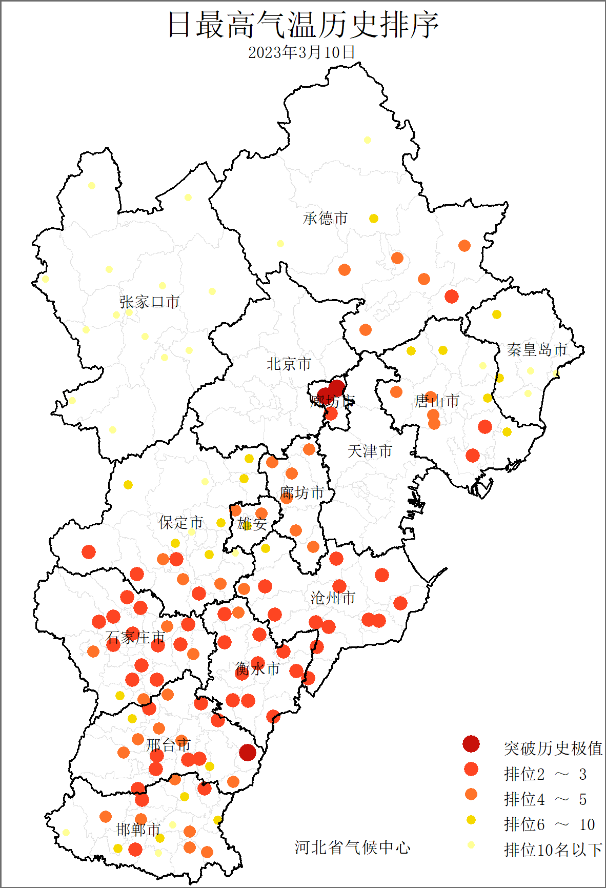 日最高气温历史排序
2023年3月10日
承德市
张家口市
秦皇岛市
北京市
廊坊市
唐山市
天津市
廊坊市
保定市
雄安
沧州市
石家庄市
衡水市
邢台市
邯郸市
突破历史极值
排位2 ～ 3
排位4 ～ 5
排位6 ～ 10
排位10名以下
河北省气候中心